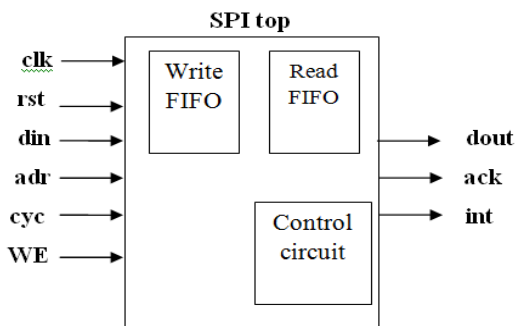 SPI top
clk
rst
din
adr
cyc
WE
Write
FIFO
Read
FIFO
Control
circuit
dout
ack
int